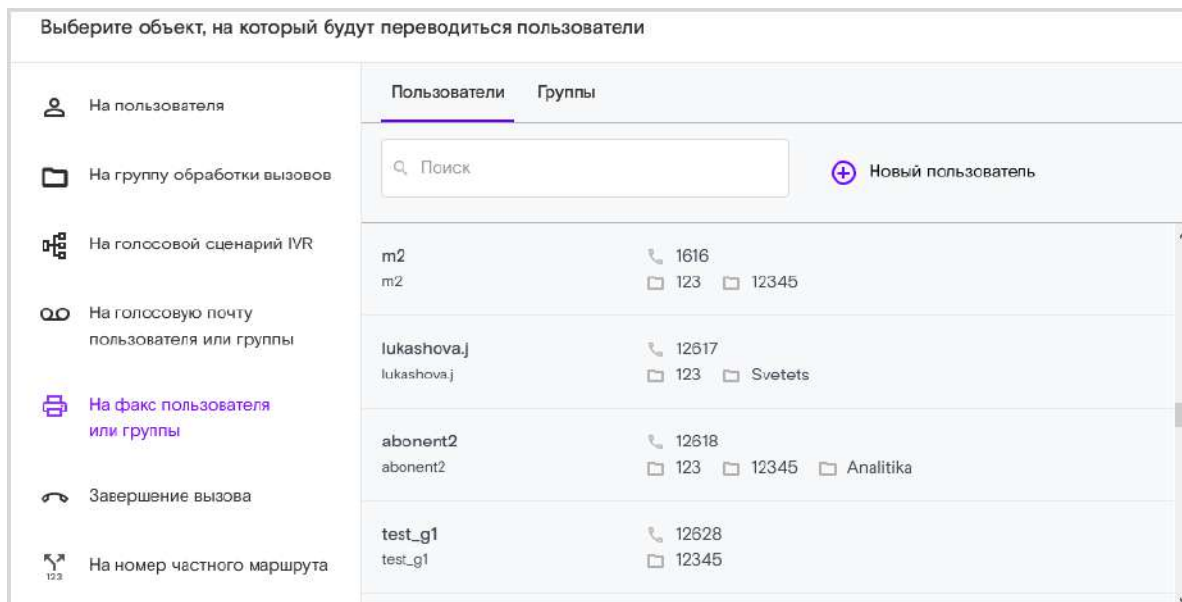 Выберите объект, на который будут переводиться пользователи
На пользователя
На группу обработки вызовов
На голосовой сценарий IVR
На голосовую почту
пользователя или группы
На факс пользователя
или группы
Завершение вызова
123
На номер частного маршрута
Пользователи Группы
Поиск
Новый пользователь
m2 1616
m2 123 12345
lukashova.j 12617
lukashova.j 123 Svetets
abonent2 12618
abonent2 123 12345 Analitika
test_g1 12628
test_g1 12345